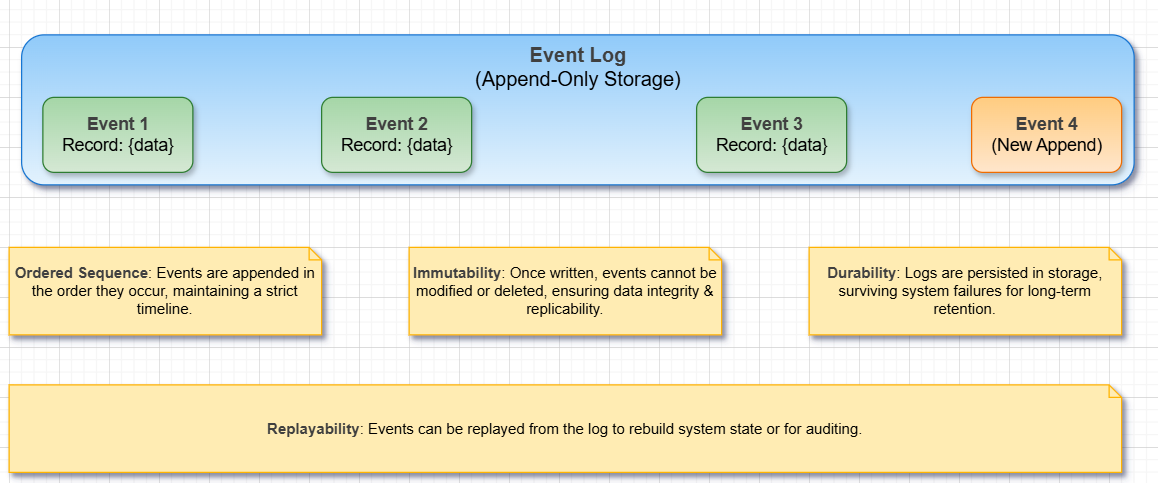 Event Log
(Append-Only Storage)
Event 1
Record: {data}
Event 2
Record: {data}
Event 3
Record: {data}
Event 4
(New Append)
Ordered Sequence: Events are appended in
the order they occur, maintaining a strict
timeline.
Immutability: Once written, events cannot be
modified or deleted, ensuring data integrity &
replicability.
Durability: Logs are persisted in storage,
surviving system failures for long-term
retention.
Replayability: Events can be replayed from the log to rebuild system state or for auditing.